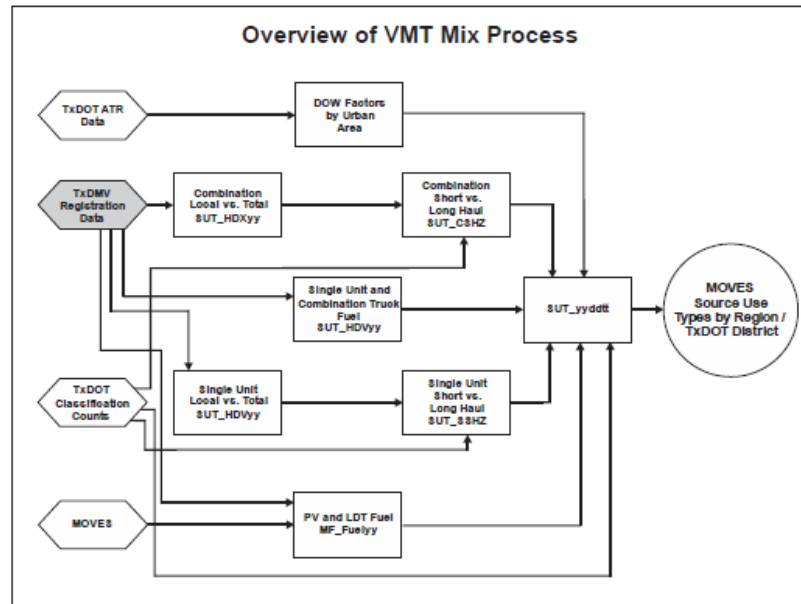 Overview of VMT Mix Process
TxDOT ATR
Data
DOW Factors
by Urban
Area
TxDMV
Registration
Data
Combination
Local vs. Total
SUT_HDXyy
Combination
Short vs.
Long Haul
SUT_CSHZ
Single Unit and
Combination Truck
Fuel
SUT_HDVyy
SUT_yyddtt
MOVES
Source Use
Types by Region /
TxDOT District
TxDOT
Classification
Counts
Single Unit
Local vs. Total
SUT_HDVyy
Single Unit
Short vs.
Long Haul
SUT_SSHZ
MOVES
PV and LDT Fuel
MF_Fuelyy